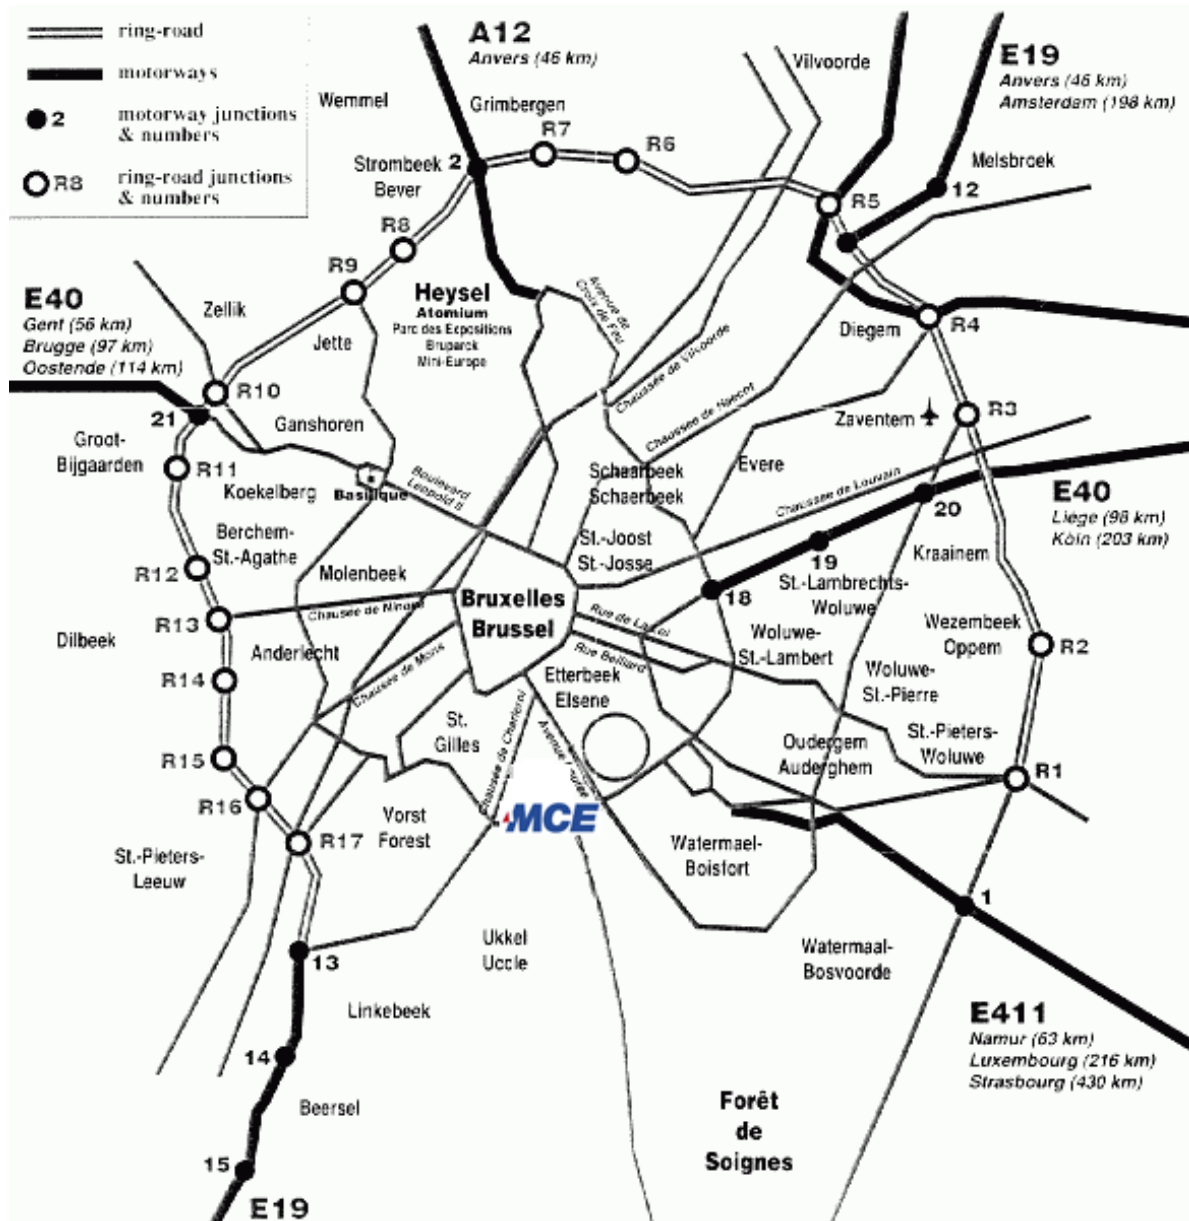 ring-road
motorways
2
motorway junctions
& numbers
R8
ring-road junctions
& numbers
A12
Anvers (46 km)
E19
Anvers (46 km)
Amsterdam (198 km)
Vilvoorde
Wemmel
Grimbergen
R7
R6
Melsbroek
Strombeek
Bever
2
R5
12
R8
R9
E40
Gent (56 km)
Brugge (97 km)
Oostende (114 km)
Zellik
Jette
Heysel
Atomium
Parc des Expositions
Bruparck
Mini-Europe
Avenue de
Croix de Feu
Chaussée de Vilvoorde
Chaussée de Haecht
Diegem
R4
R10
21
Ganshoren
Zaventem
R3
Groot-
Bijgaarden
R11
Koekelberg
Basilique
Boulevard
Leopold II
Schaarbeek
Schaerbeek
Evere
Chaussée de Louvain
20
E40
Liège (98 km)
Köln (203 km)
Berchem-
St.-Agathe
St.-Joost
St.-Josse
19
Kraainem
R12
Molenbeek
18
St.-Lambrechts-
Woluwe
R13
Chausée de Ninove
Bruxelles
Brussel
Rue de La Loi
Rue Belliard
Woluwe-
St.-Lambert
Wezembeek
Oppem
R2
Dilbeek
Anderlecht
Chaussée de Mons
Etterbeek
Elsene
Woluwe-
St.-Pierre
R14
St.
Gilles
Chaussée de Charleroi
Oudergem
Auderghem
St.-Pieters-
Woluwe
R15
R1
R16
MCE
Vorst
Forest
R17
St.-Pieters-
Leeuw
Watermael-
Boisfort
1
13
Ukkel
Uccle
Watermaal-
Bosvoorde
Linkebeek
E411
Namur (63 km)
Luxembourg (216 km)
Strasbourg (430 km)
14
Beersel
Forêt
de
Soignes
15
E19